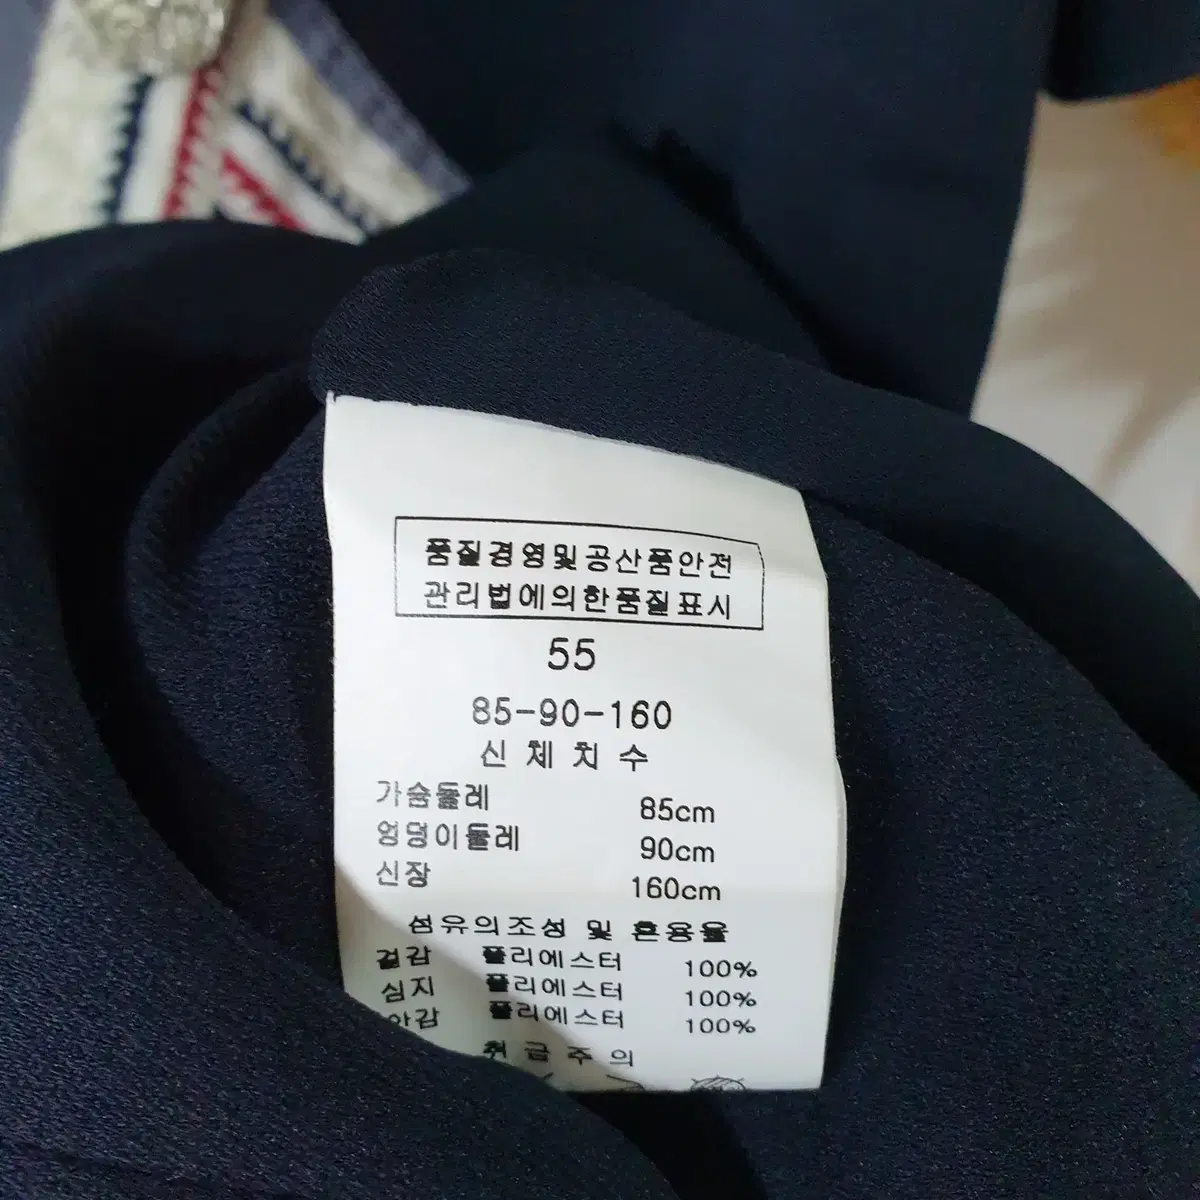 품질경영및공산품안전
관리법에의한품질표시
55
85-90-160
신체치수
가슴둘레 85cm
엉덩이둘레 90cm
신장 160cm
섬유의조성 및 혼용율
겉감 폴리에스터 100%
심지 폴리에스터 100%
안감 폴리에스터 100%
취급주의